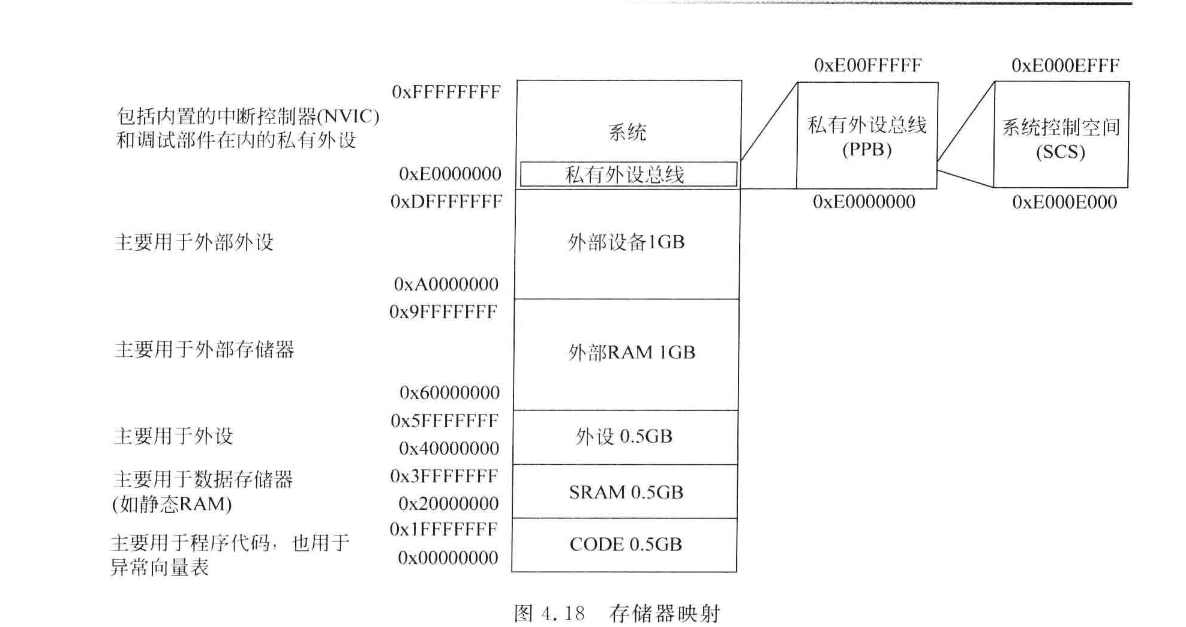 0xE00FFFFF
0xE000EFFF
0xFFFFFFFF
包括内置的中断控制器(NVIC)
和调试部件在内的私有外设
系统
私有外设总线
(PPB)
系统控制空间
(SCS)
0xE0000000
私有外设总线
0xDFFFFFFF
0xE0000000
0xE000E000
主要用于外部外设
外部设备1GB
0xA0000000
0x9FFFFFFF
主要用于外部存储器
外部RAM 1GB
0x60000000
0x5FFFFFFF
主要用于外设
外设 0.5GB
0x40000000
主要用于数据存储器
(如静态RAM)
0x3FFFFFFF
SRAM 0.5GB
0x20000000
0x1FFFFFFF
主要用于程序代码，也用于
异常向量表
CODE 0.5GB
0x00000000
图 4.18 存储器映射